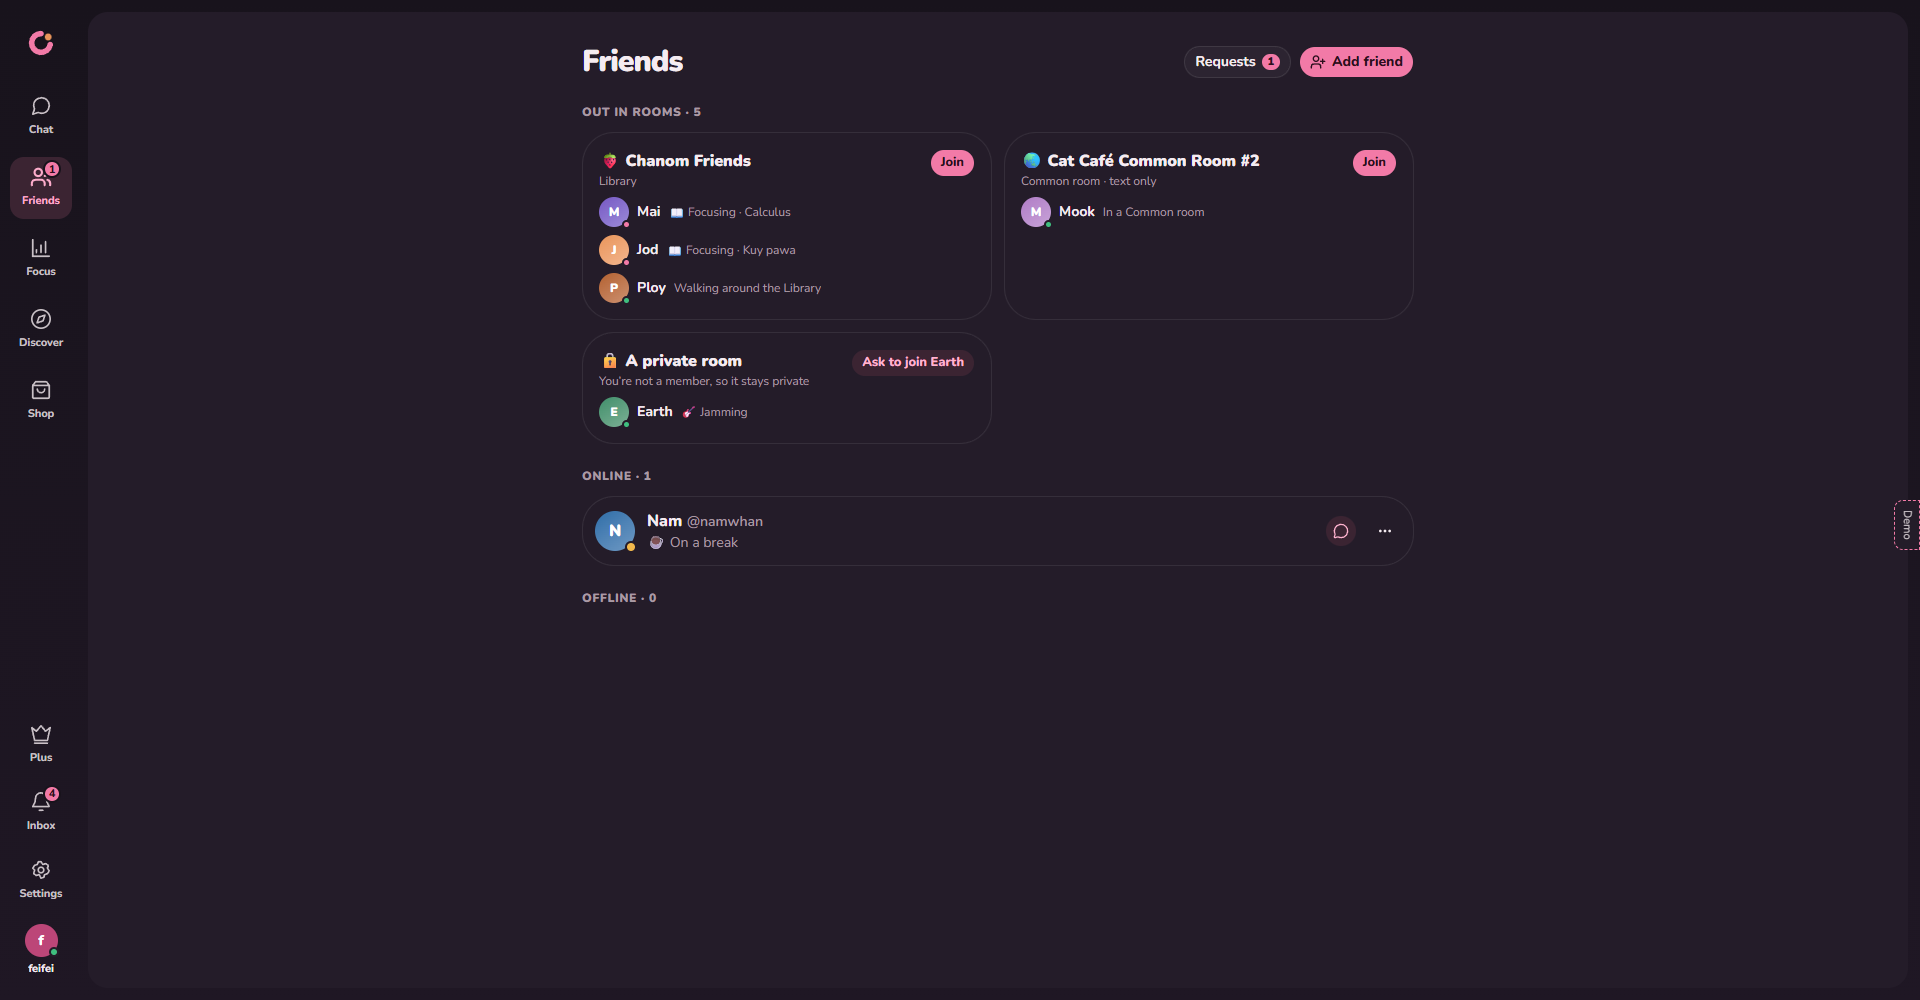 Chat
1
Friends
Focus
Discover
Shop
Plus
4
Inbox
Settings
f
feifei
Friends
Requests 1
Add friend
OUT IN ROOMS · 5
Chanom Friends
Join
Library
M Mai Focusing · Calculus
J Jod Focusing · Kuy pawa
P Ploy Walking around the Library
Cat Café Common Room #2
Join
Common room · text only
M Mook In a Common room
A private room
Ask to join Earth
You're not a member, so it stays private
E Earth Jamming
ONLINE · 1
N Nam @namwhan
On a break
OFFLINE · 0
Demo